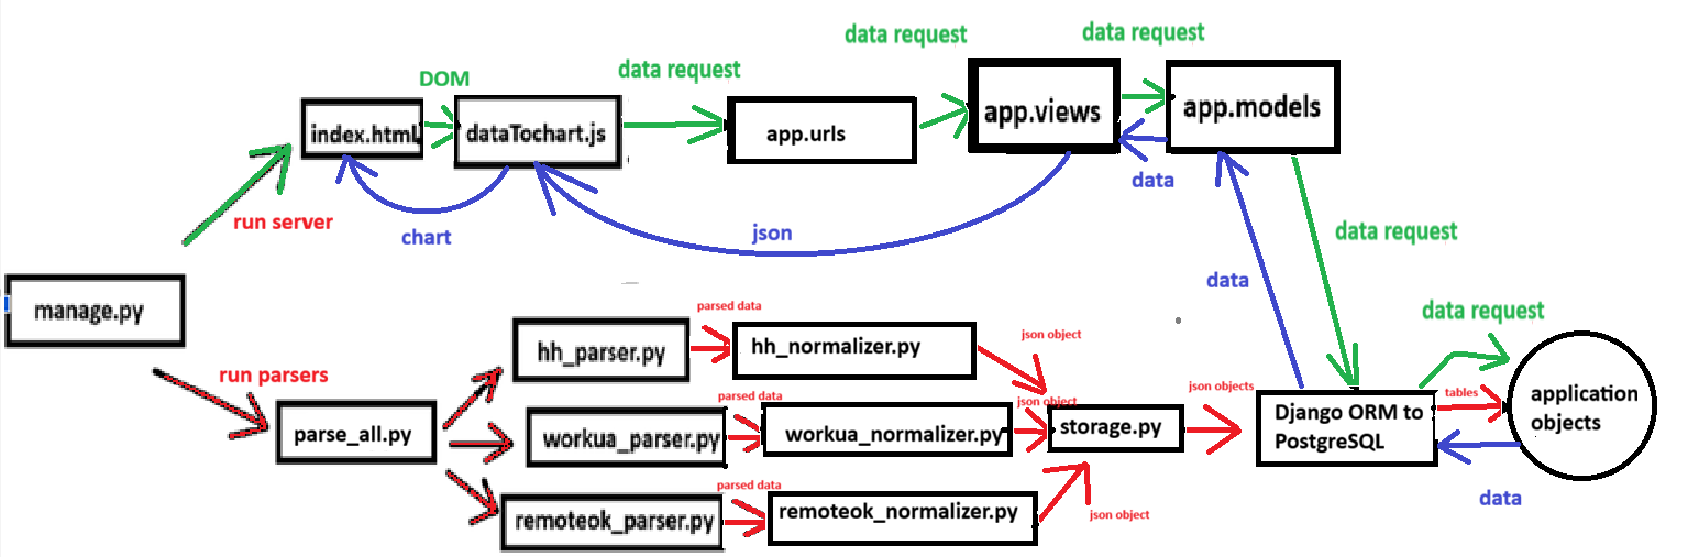 data request
data request
DOM
data request
index.html
dataTochart.js
app.urls
app.views
app.models
data
run server
chart
json
data request
data
manage.py
parsed data
data request
hh_parser.py
hh_normalizer.py
json object
run parsers
parse_all.py
parsed data
json object
json objects
tables
application
objects
workua_parser.py
workua_normalizer.py
storage.py
Django ORM to
PostgreSQL
parsed data
data
remoteok_parser.py
remoteok_normalizer.py
json object